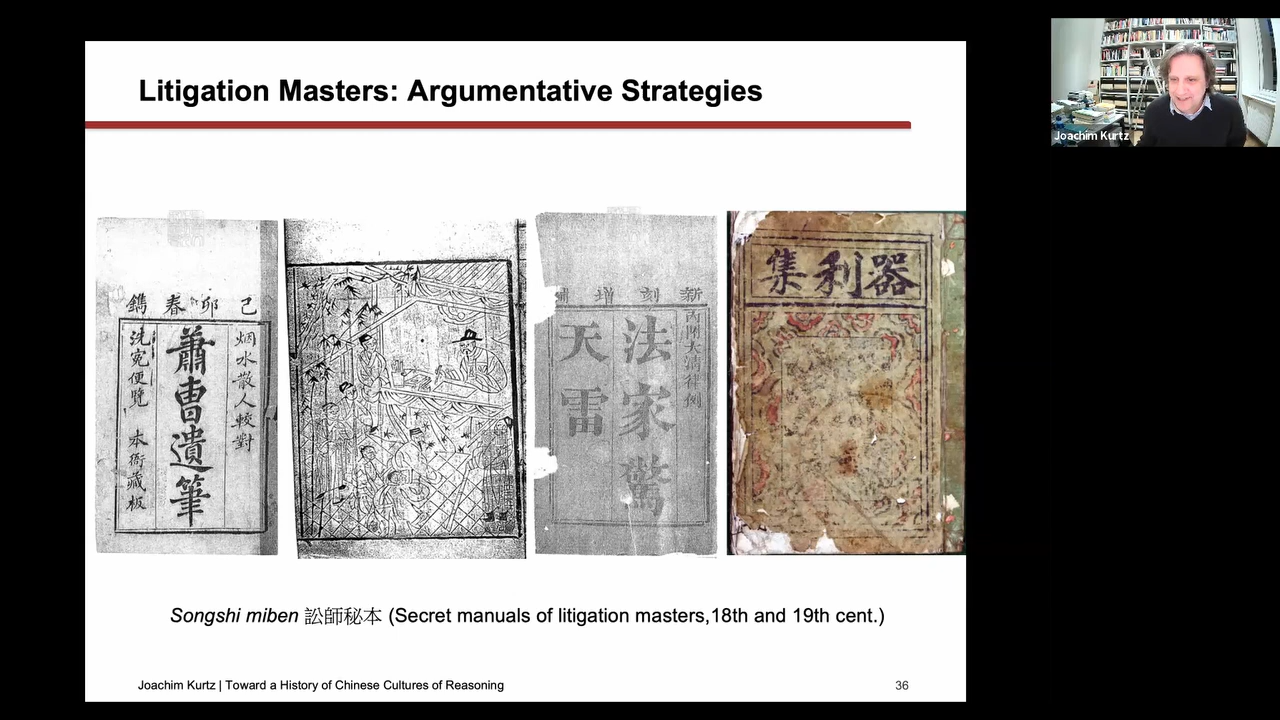 Litigation Masters: Argumentative Strategies
Joachim Kurtz
己卯春鐫
烟水散人較對
蕭曹遺筆
洗冤便覽 本衙藏板
新刻增補
內附大清律例
法家驚
天雷
器利集
Songshi miben 訟師秘本 (Secret manuals of litigation masters,18th and 19th cent.)
Joachim Kurtz | Toward a History of Chinese Cultures of Reasoning
36